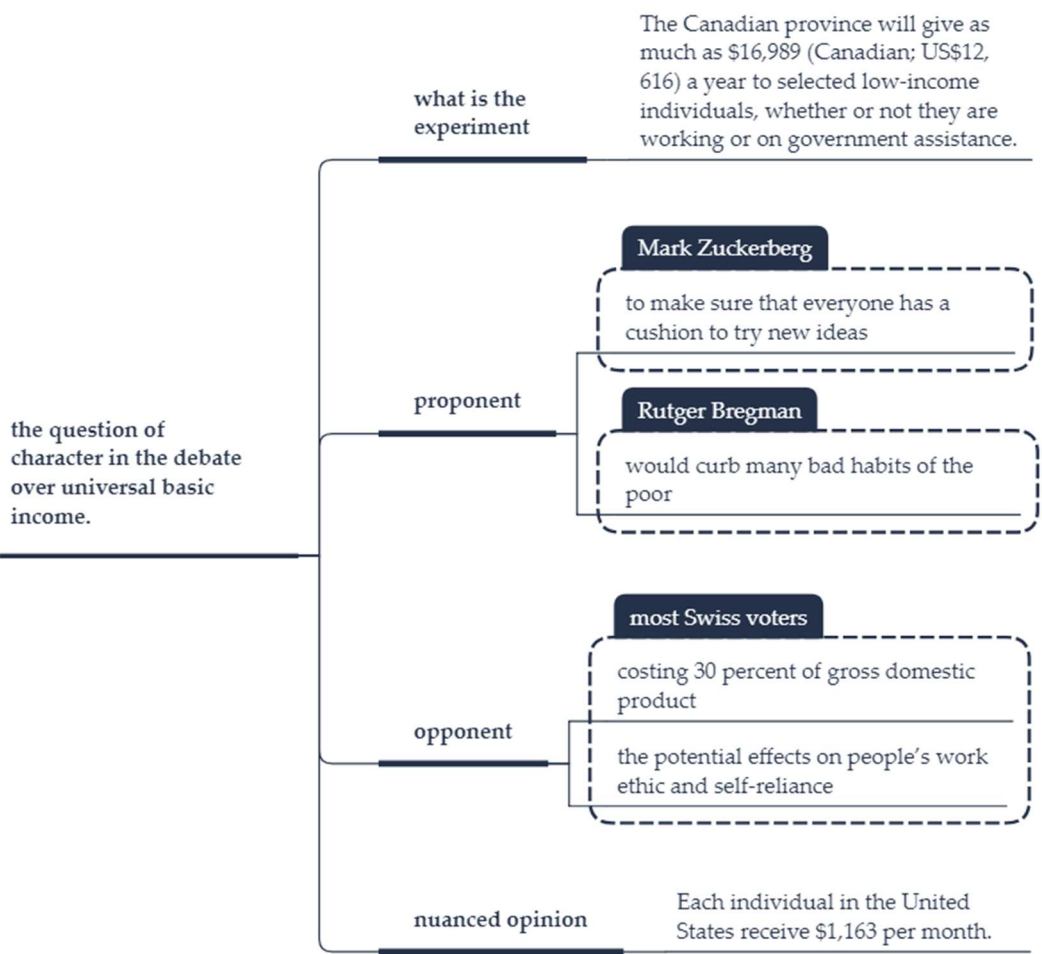 the question of
character in the debate
over universal basic
income.
what is the
experiment
The Canadian province will give as
much as $16,989 (Canadian; US$12,
616) a year to selected low-income
individuals, whether or not they are
working or on government assistance.
proponent
Mark Zuckerberg
to make sure that everyone has a
cushion to try new ideas
Rutger Bregman
would curb many bad habits of the
poor
opponent
most Swiss voters
costing 30 percent of gross domestic
product
the potential effects on people’s work
ethic and self-reliance
nuanced opinion
Each individual in the United
States receive $1,163 per month.